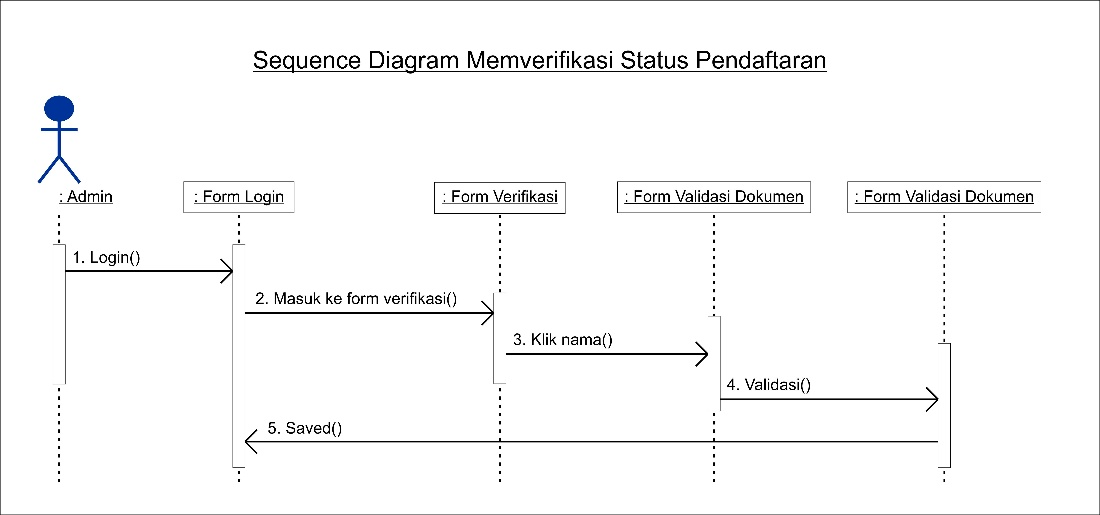 Sequence Diagram Memverifikasi Status Pendaftaran
: Admin
: Form Login
: Form Verifikasi
: Form Validasi Dokumen
: Form Validasi Dokumen
1. Login()
2. Masuk ke form verifikasi()
3. Klik nama()
4. Validasi()
5. Saved()